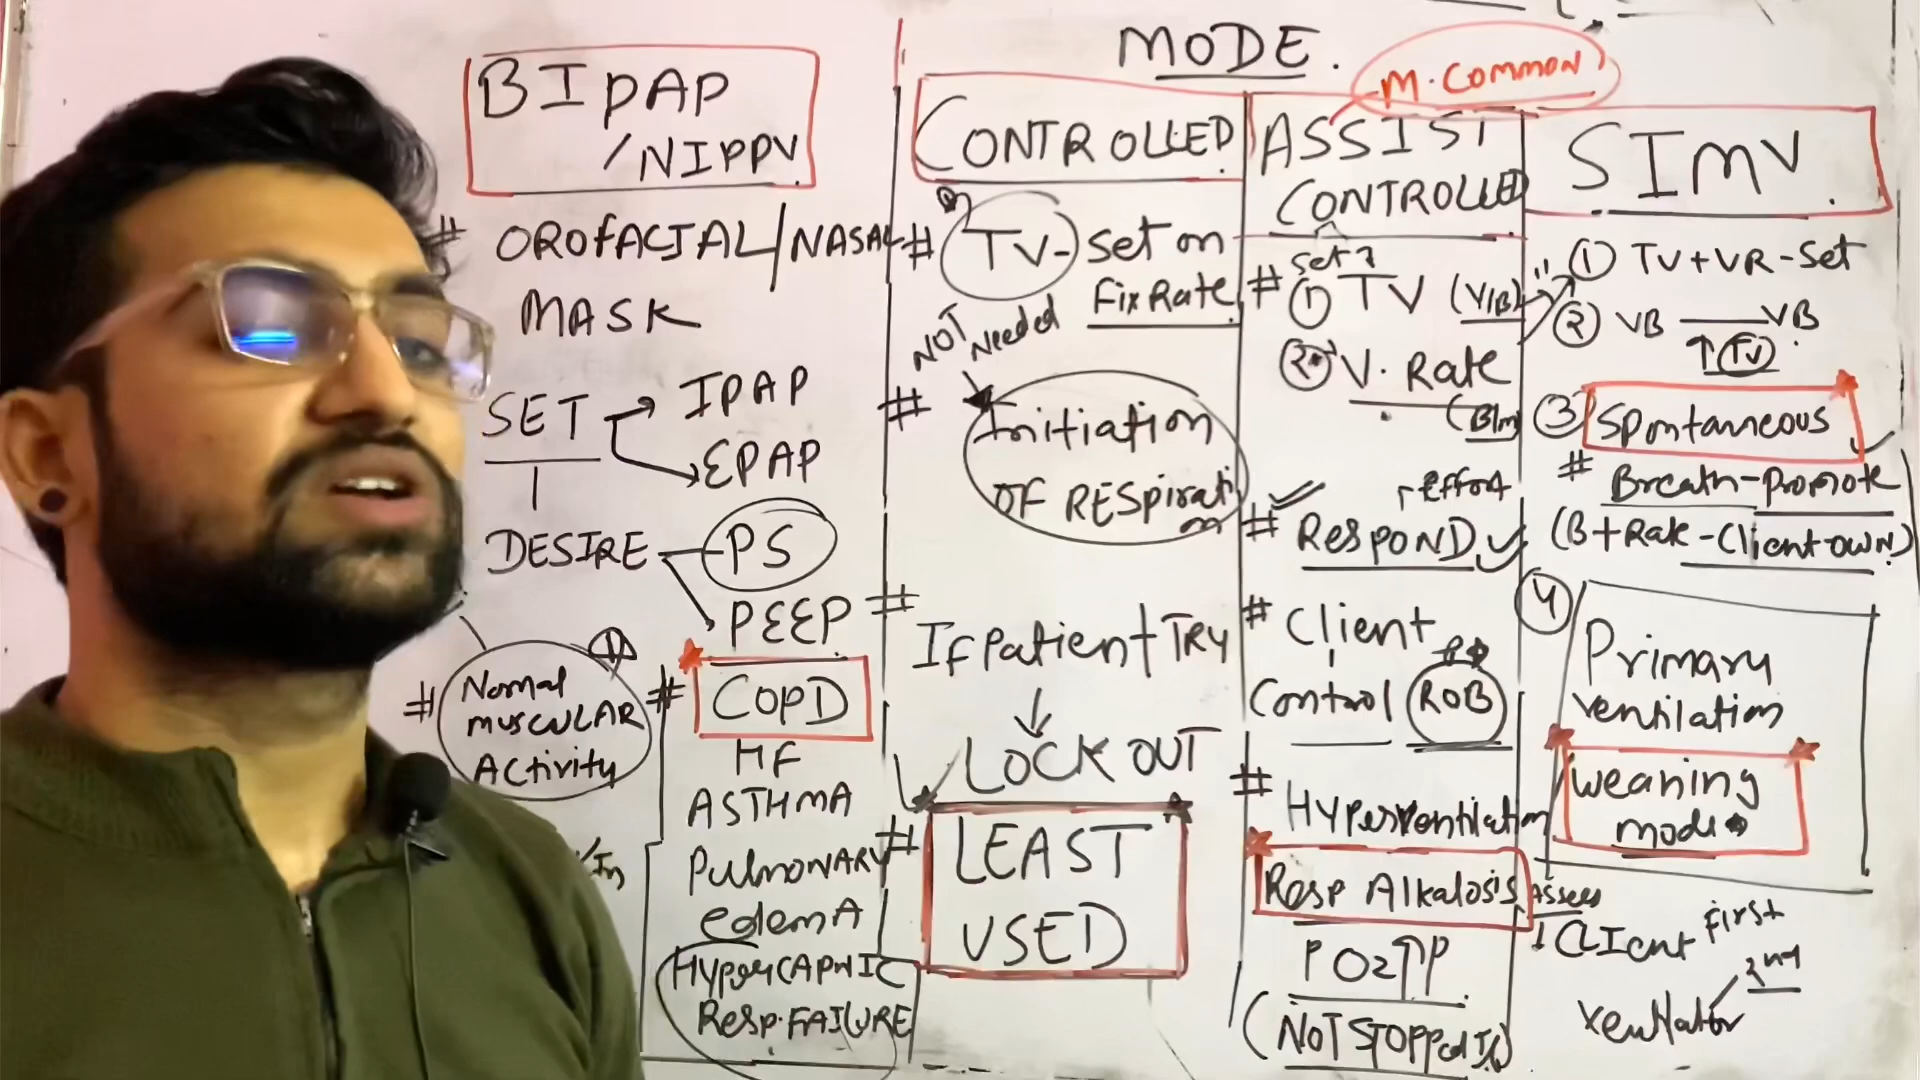 MODE.
M. COMMON
BIPAP
/NIPPV
# OROFACIAL/NASAL
MASK
SET → IPAP
→ EPAP
DESIRE PS
PEEP
# Normal
MUSCULAR
Activity
①
# COPD
HF
ASTHMA
Pulmonary
edema
HyperCAPNIC
Resp. FAILURE
CONTROLLED
# TV- Set on
Fix Rate
NOT Needed
# Initiation
OF RESpiration
# If Patient TRY
↓
LOCK OUT
# LEAST
USED
ASSIST
CONTROLLED
Set
# ① TV (V/B)
② V. Rate
(B/m)
↑ Effort
# RESPOND ✓
# Client
Control ROB
# Hyperventilation
Resp Alkalosis
PO2↑P
(NOT STOPPed
SIMV
① TV+VR-Set
② VB ___ VB
↑ TV
③ Spontaneous
# Breath-Promote
(B+Rate-Client OWN)
④ Primary
ventilation
weaning
mode
Assess
↓ CLIent First
ventilator 2nd